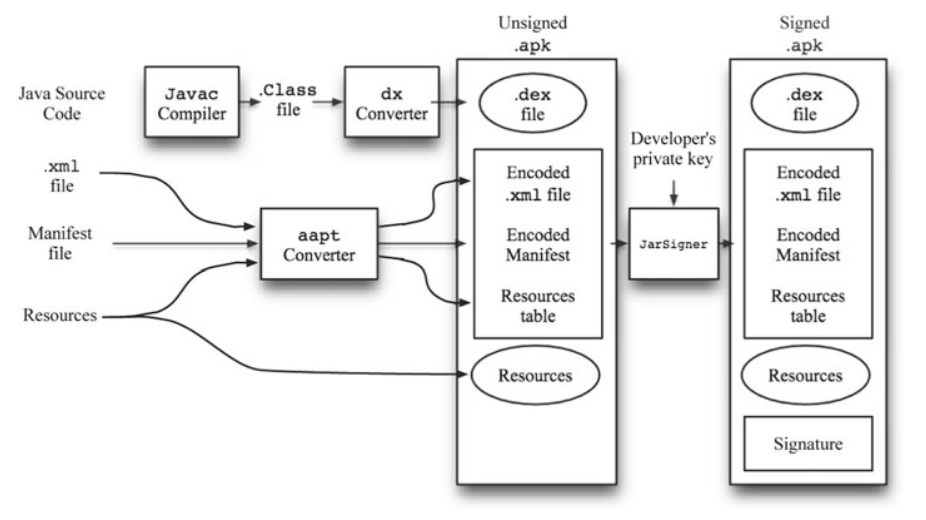 Unsigned
.apk
Signed
.apk
Java Source
Code
Javac
Compiler
.Class
file
dx
Converter
.dex
file
.dex
file
Developer's
private key
.xml
file
Manifest
file
Resources
aapt
Converter
Encoded
.xml file
Encoded
Manifest
Resources
table
Resources
JarSigner
Encoded
.xml file
Encoded
Manifest
Resources
table
Resources
Signature